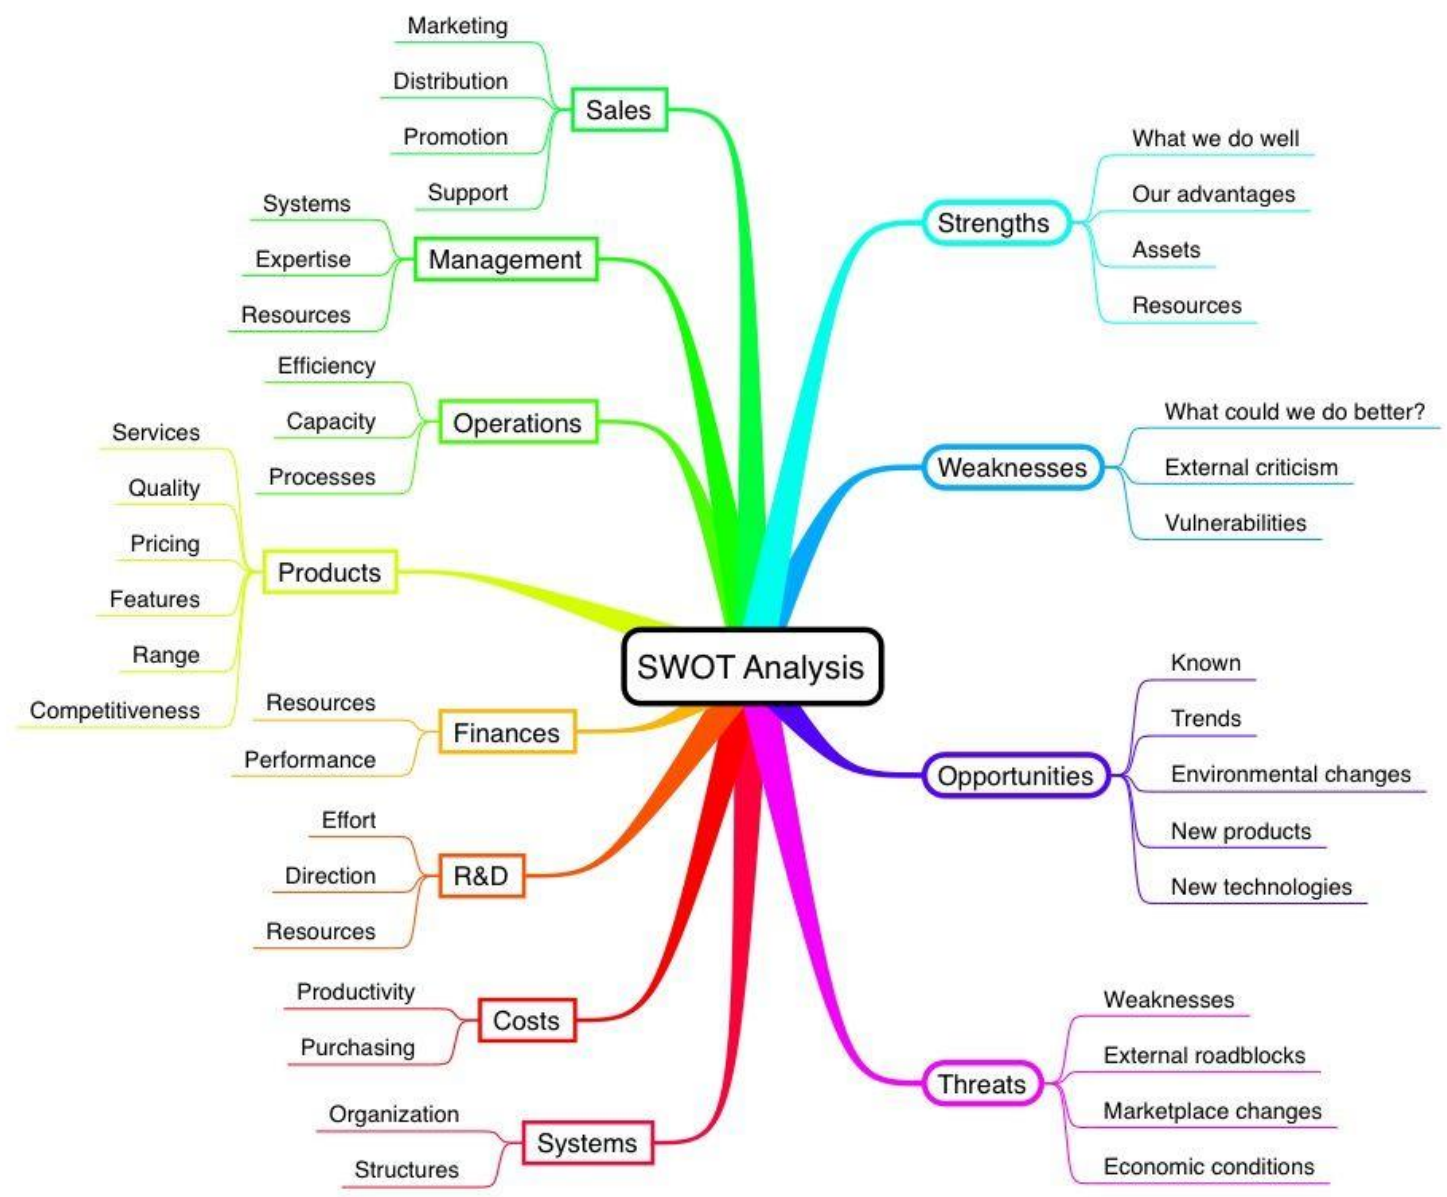 SWOT Analysis
Sales
Marketing
Distribution
Promotion
Support
Management
Systems
Expertise
Resources
Operations
Efficiency
Capacity
Processes
Products
Services
Quality
Pricing
Features
Range
Competitiveness
Finances
Resources
Performance
R&D
Effort
Direction
Resources
Costs
Productivity
Purchasing
Systems
Organization
Structures
Strengths
What we do well
Our advantages
Assets
Resources
Weaknesses
What could we do better?
External criticism
Vulnerabilities
Opportunities
Known
Trends
Environmental changes
New products
New technologies
Threats
Weaknesses
External roadblocks
Marketplace changes
Economic conditions